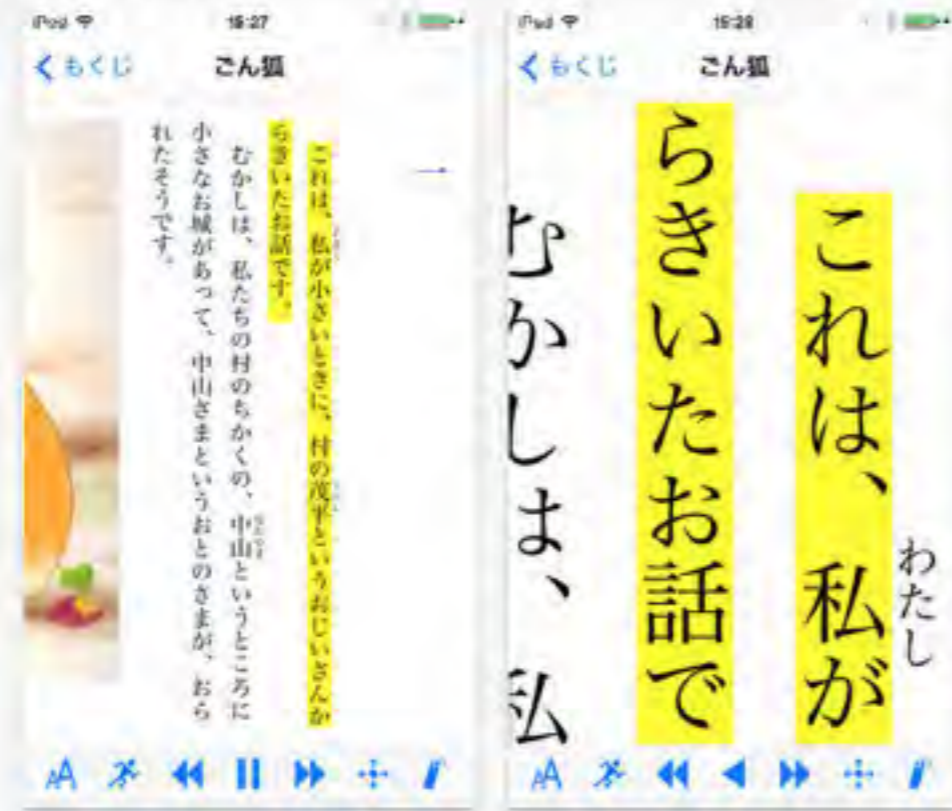 iPod 15:27
もくじ ごん狐
一
これは、私が小さいときに、村の茂平というおじいさんか
らきいたお話です。
むかしは、私たちの村のちかくの、中山というところに
小さなお城があって、中山さまというおとのさまが、おら
れたそうです。
AA
iPod 15:28
もくじ ごん狐
わたし
これは、私が
らきいたお話で
むかしは、私
AA